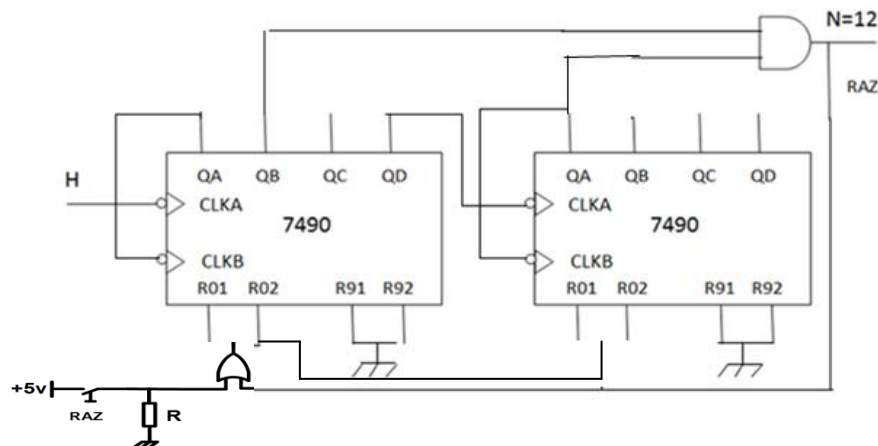 N=12
RAZ
H
QA QB QC QD
CLKA
7490
CLKB
R01 R02 R91 R92
QA QB QC QD
CLKA
7490
CLKB
R01 R02 R91 R92
+5v
RAZ
R